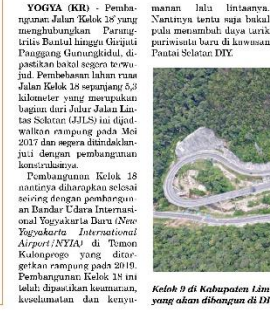 YOGYA (KR) - Pemba-
ngunan Jalan 'Kelok 18' yang
menghubungkan Parang-
tritis Bantul hingga Girijati
Panggang Gunungkidul, di-
pastikan bakal segera terwu-
jud. Pembebasan lahan ruas
Jalan Kelok 18 sepanjang 5,3
kilometer yang merupakan
bagian dari Jalur Jalan Lin-
tas Selatan (JJLS) ini dijad-
walkan rampung pada Mei
2017 dan segera ditindaklan-
juti dengan pembangunan
konstruksinya.
Pembangunan Kelok 18
nantinya diharapkan selesai
seiring dengan pembangun-
an Bandar Udara Internasi-
onal Yogyakarta Baru (New
Yogyakarta International
Airport/NYIA) di Temon
Kulonprogo yang ditar-
getkan rampung pada 2019.
Pembangunan Kelok 18 ini
telah dipastikan keamanan,
keselamatan dan kenya-
manan lalu lintasnya.
Nantinya tentu saja bakal
pula menambah daya tarik
pariwisata baru di kawasan
Pantai Selatan DIY.
Kelok 9 di Kabupaten Lim
yang akan dibangun di DI